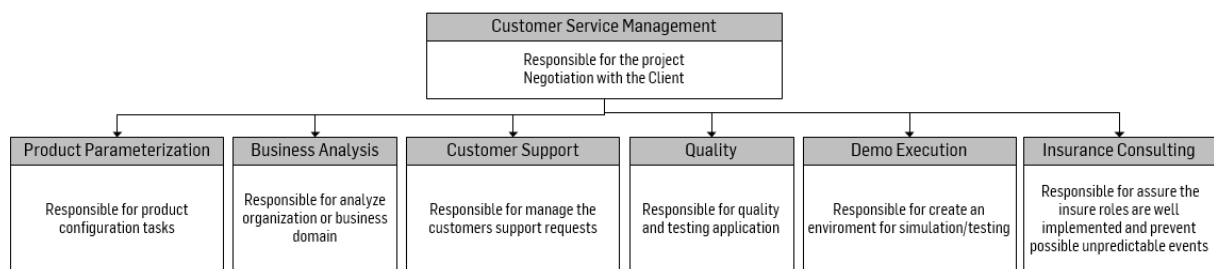 Customer Service Management
Responsible for the project
Negotiation with the Client
Product Parameterization
Responsible for product
configuration tasks
Business Analysis
Responsible for analyze
organization or business
domain
Customer Support
Responsible for manage the
customers support requests
Quality
Responsible for quality
and testing application
Demo Execution
Responsible for create an
enviroment for simulation/testing
Insurance Consulting
Responsible for assure the
insure roles are well
implemented and prevent
possible unpredictable events